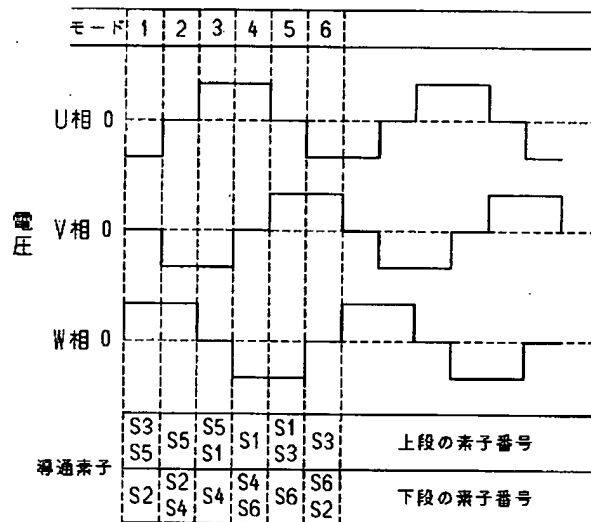 モード 1 2 3 4 5 6
U相 0
電圧
V相 0
W相 0
導通素子
S3 S5 S5 S1 S1 S3 上段の素子番号
S5 S1 S3
S2 S2 S4 S4 S6 S6 下段の素子番号
S4 S6 S2